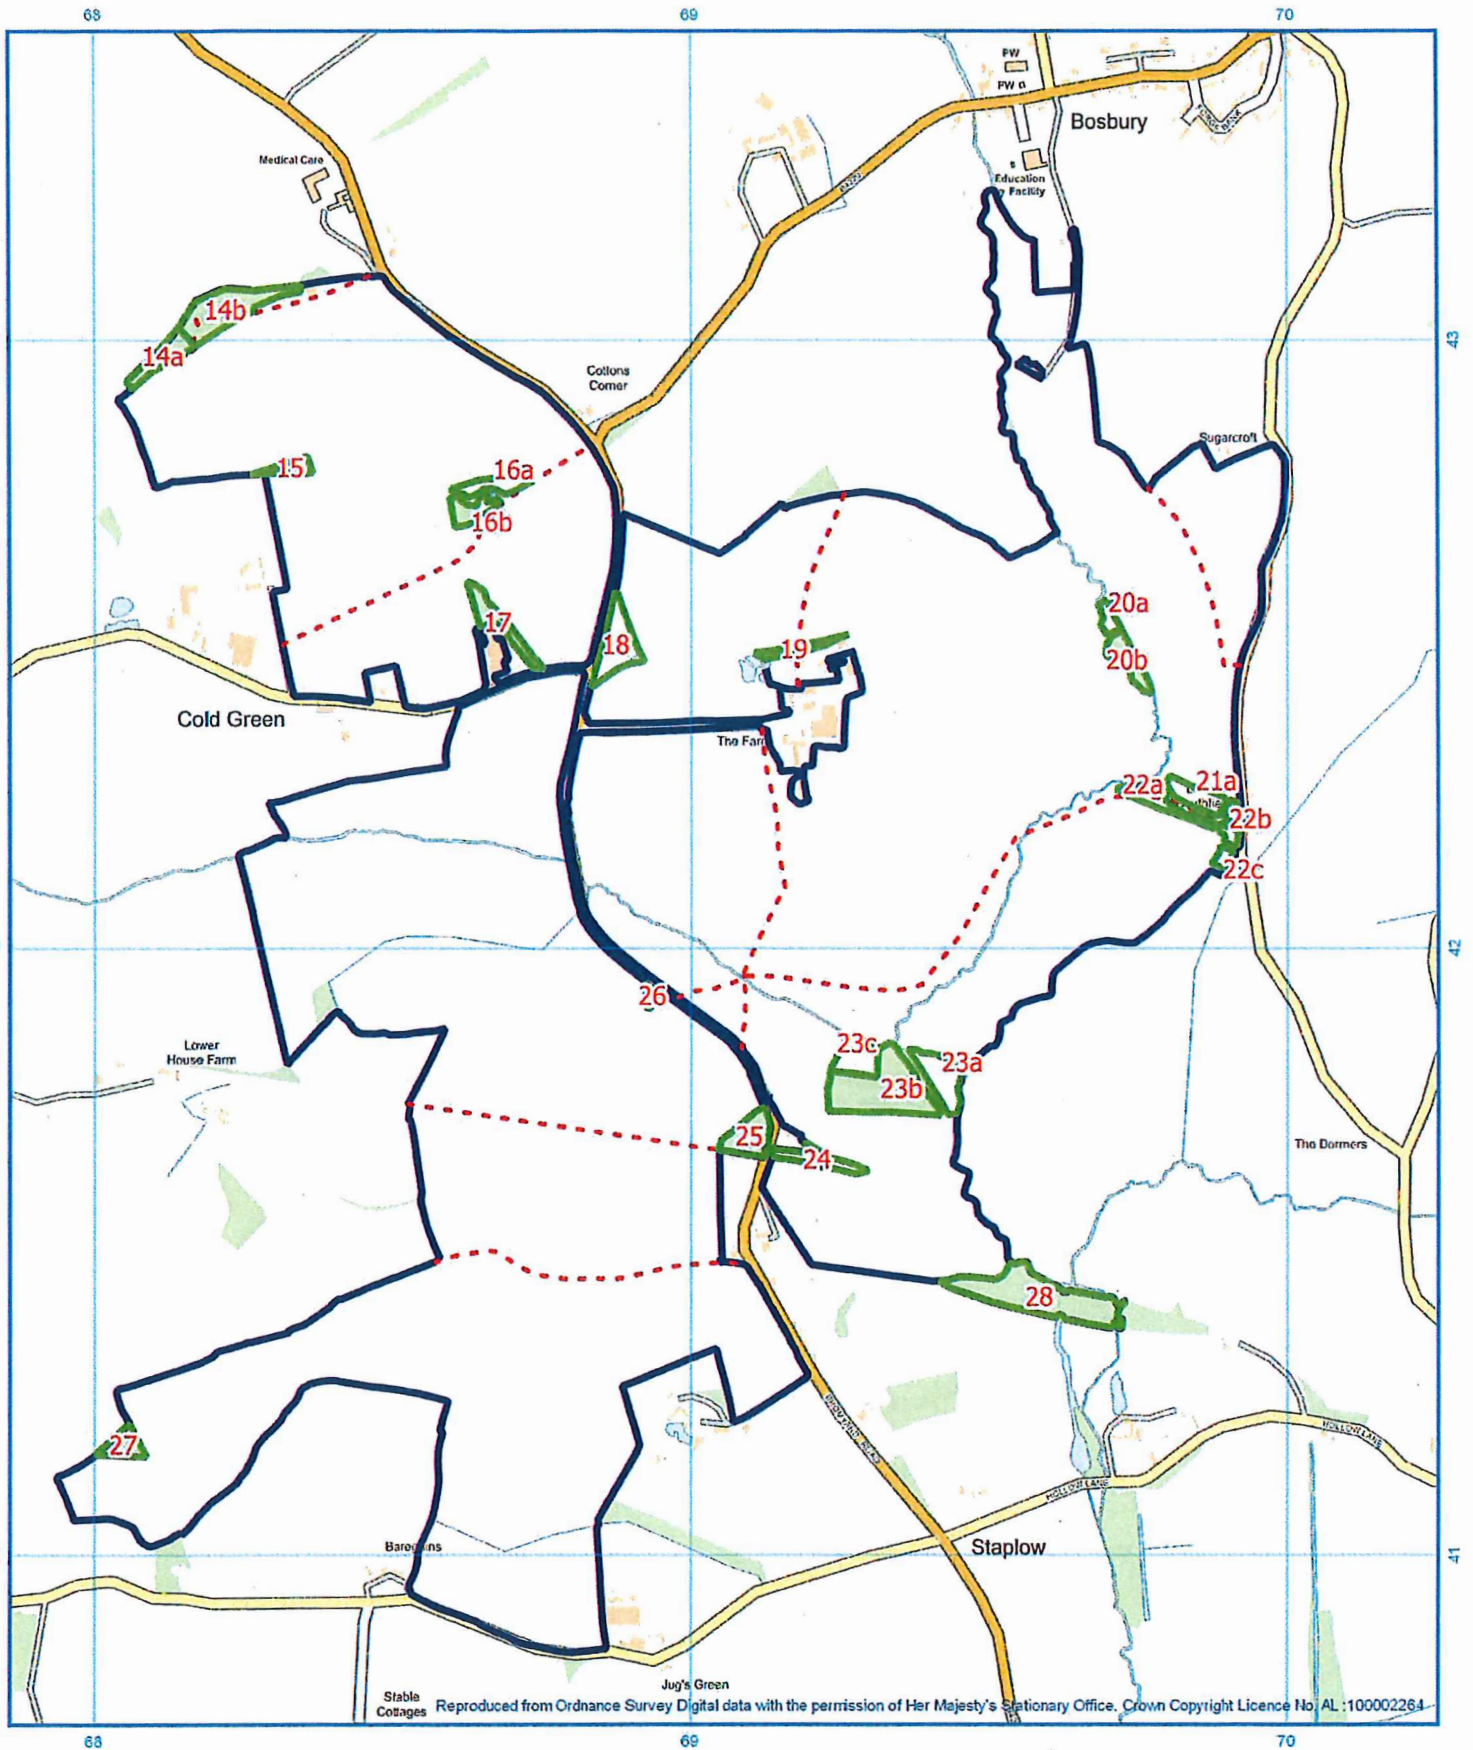 68
69
70
PW
PW
Bosbury
Medical Care
Education
Facility
14b
43
14a
Cottons
Corner
Sugarcroft
15
16a
16b
20a
17
18
19
20b
Cold Green
The Farm
22a
21a
22b
22c
42
26
23c
Lower
House Farm
23a
23b
25
The Dormers
24
28
HOLLOW LANE
27
HOLLOW LANE
Staplow
41
Jug's Green
Stable
Cottages
Reproduced from Ordnance Survey Digital data with the permission of Her Majesty's Stationary Office. Crown Copyright Licence No. AL :100002264
68
69
70